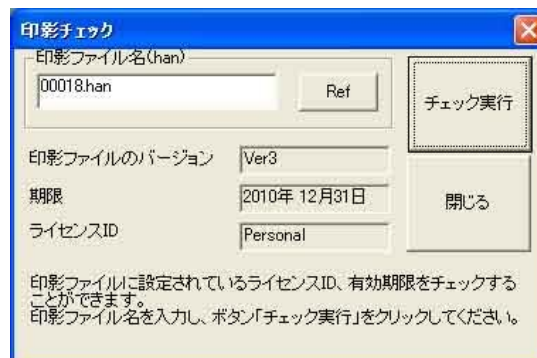 印影チェック
印影ファイル名(han)
00018.han
Ref
チェック実行
印影ファイルのバージョン
Ver3
期限
2010年 12月31日
閉じる
ライセンスID
Personal
印影ファイルに設定されているライセンスID、有効期限をチェックする
ことができます。
印影ファイル名を入力し、ボタン「チェック実行」をクリックしてください。